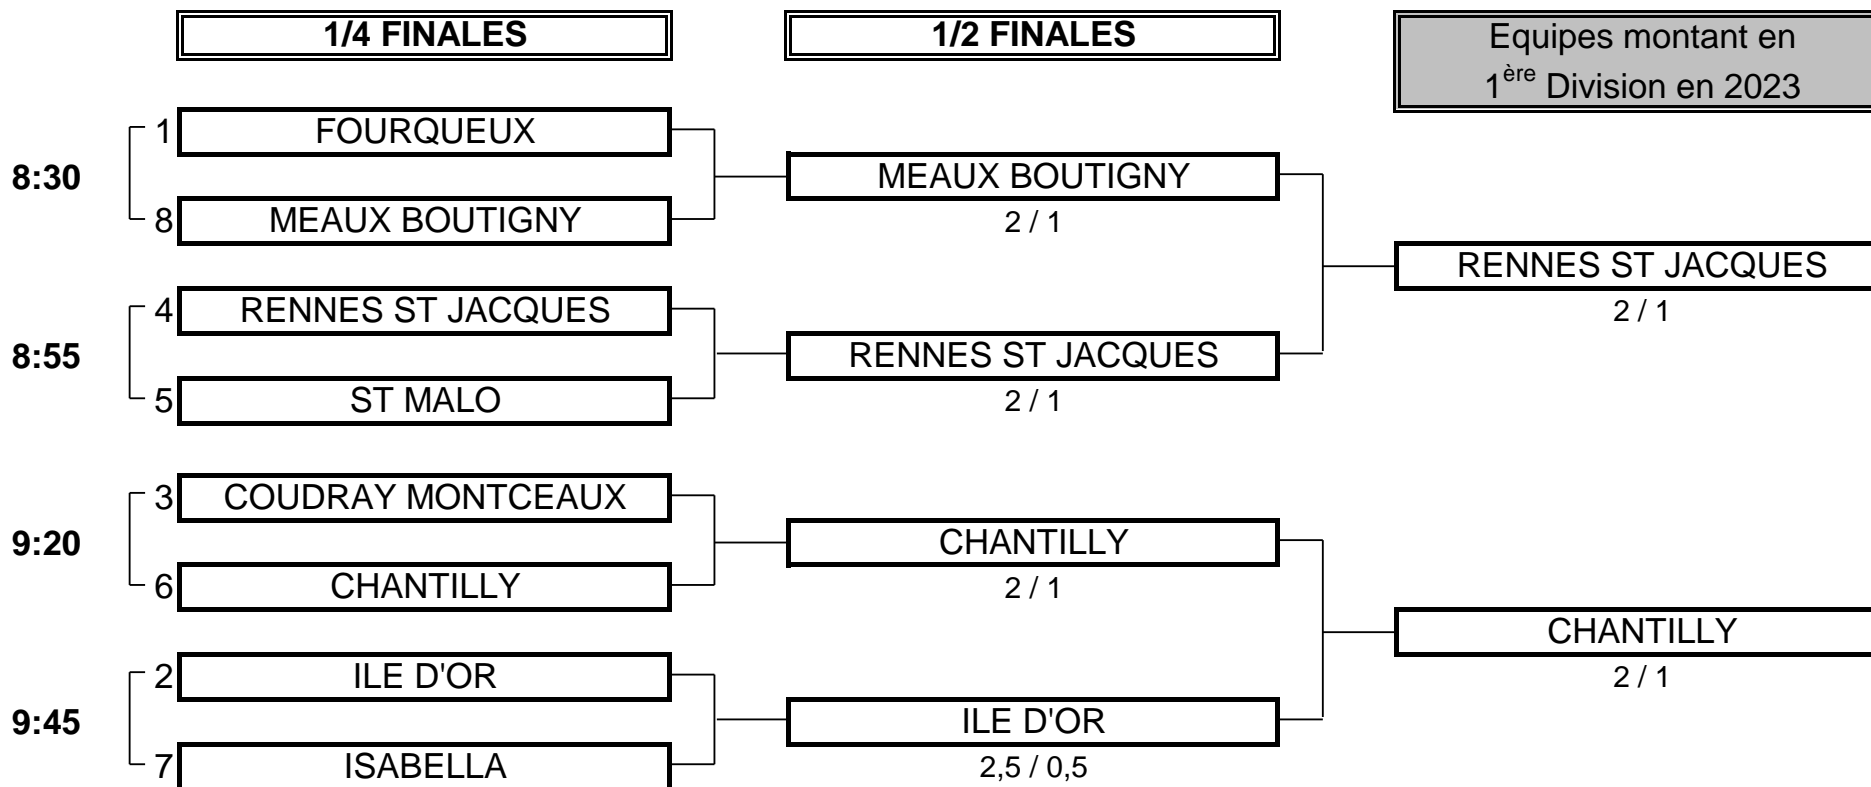 1/4 FINALES
1/2 FINALES
Equipes montant en
1ère Division en 2023
8:30
1 FOURQUEUX
8 MEAUX BOUTIGNY
MEAUX BOUTIGNY
2 / 1
8:55
4 RENNES ST JACQUES
5 ST MALO
RENNES ST JACQUES
2 / 1
RENNES ST JACQUES
2 / 1
9:20
3 COUDRAY MONTCEAUX
6 CHANTILLY
CHANTILLY
2 / 1
9:45
2 ILE D'OR
7 ISABELLA
ILE D'OR
2,5 / 0,5
CHANTILLY
2 / 1